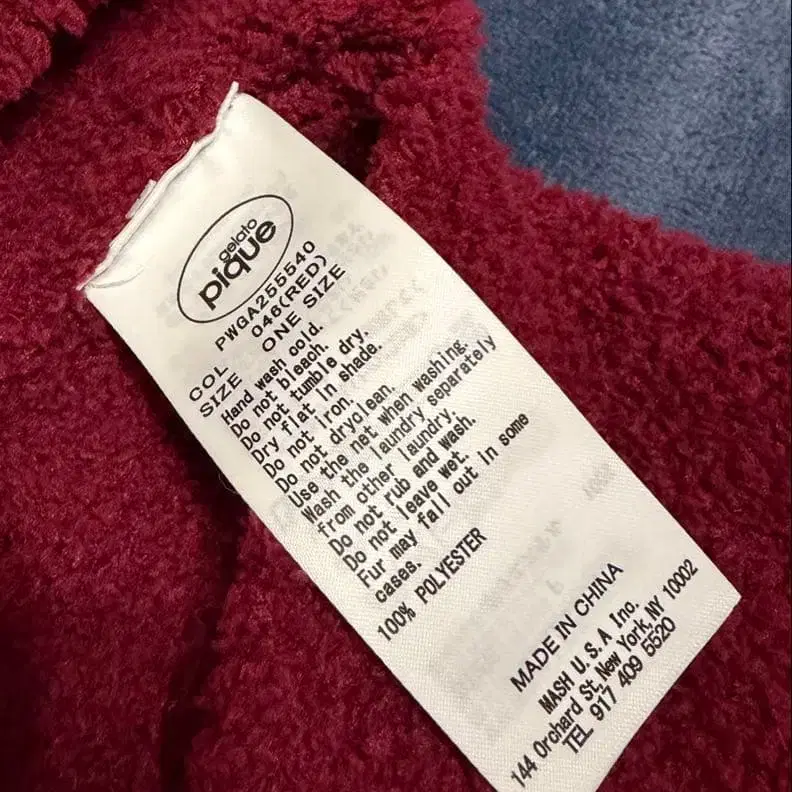 gelato
pique
PWGA255540
COL 046(RED)
SIZE ONE SIZE
Hand wash cold.
Do not bleach.
Do not tumble dry.
Dry flat in shade.
Do not iron.
Do not dryclean.
Use the net when washing.
Wash the laundry separately
from other laundry.
Do not rub and wash.
Do not leave wet.
Fur may fall out in some
cases.
100% POLYESTER
MADE IN CHINA
MASH U.S.A Inc.
144 Orchard St, New York, NY 10002
TEL 917 409 5520